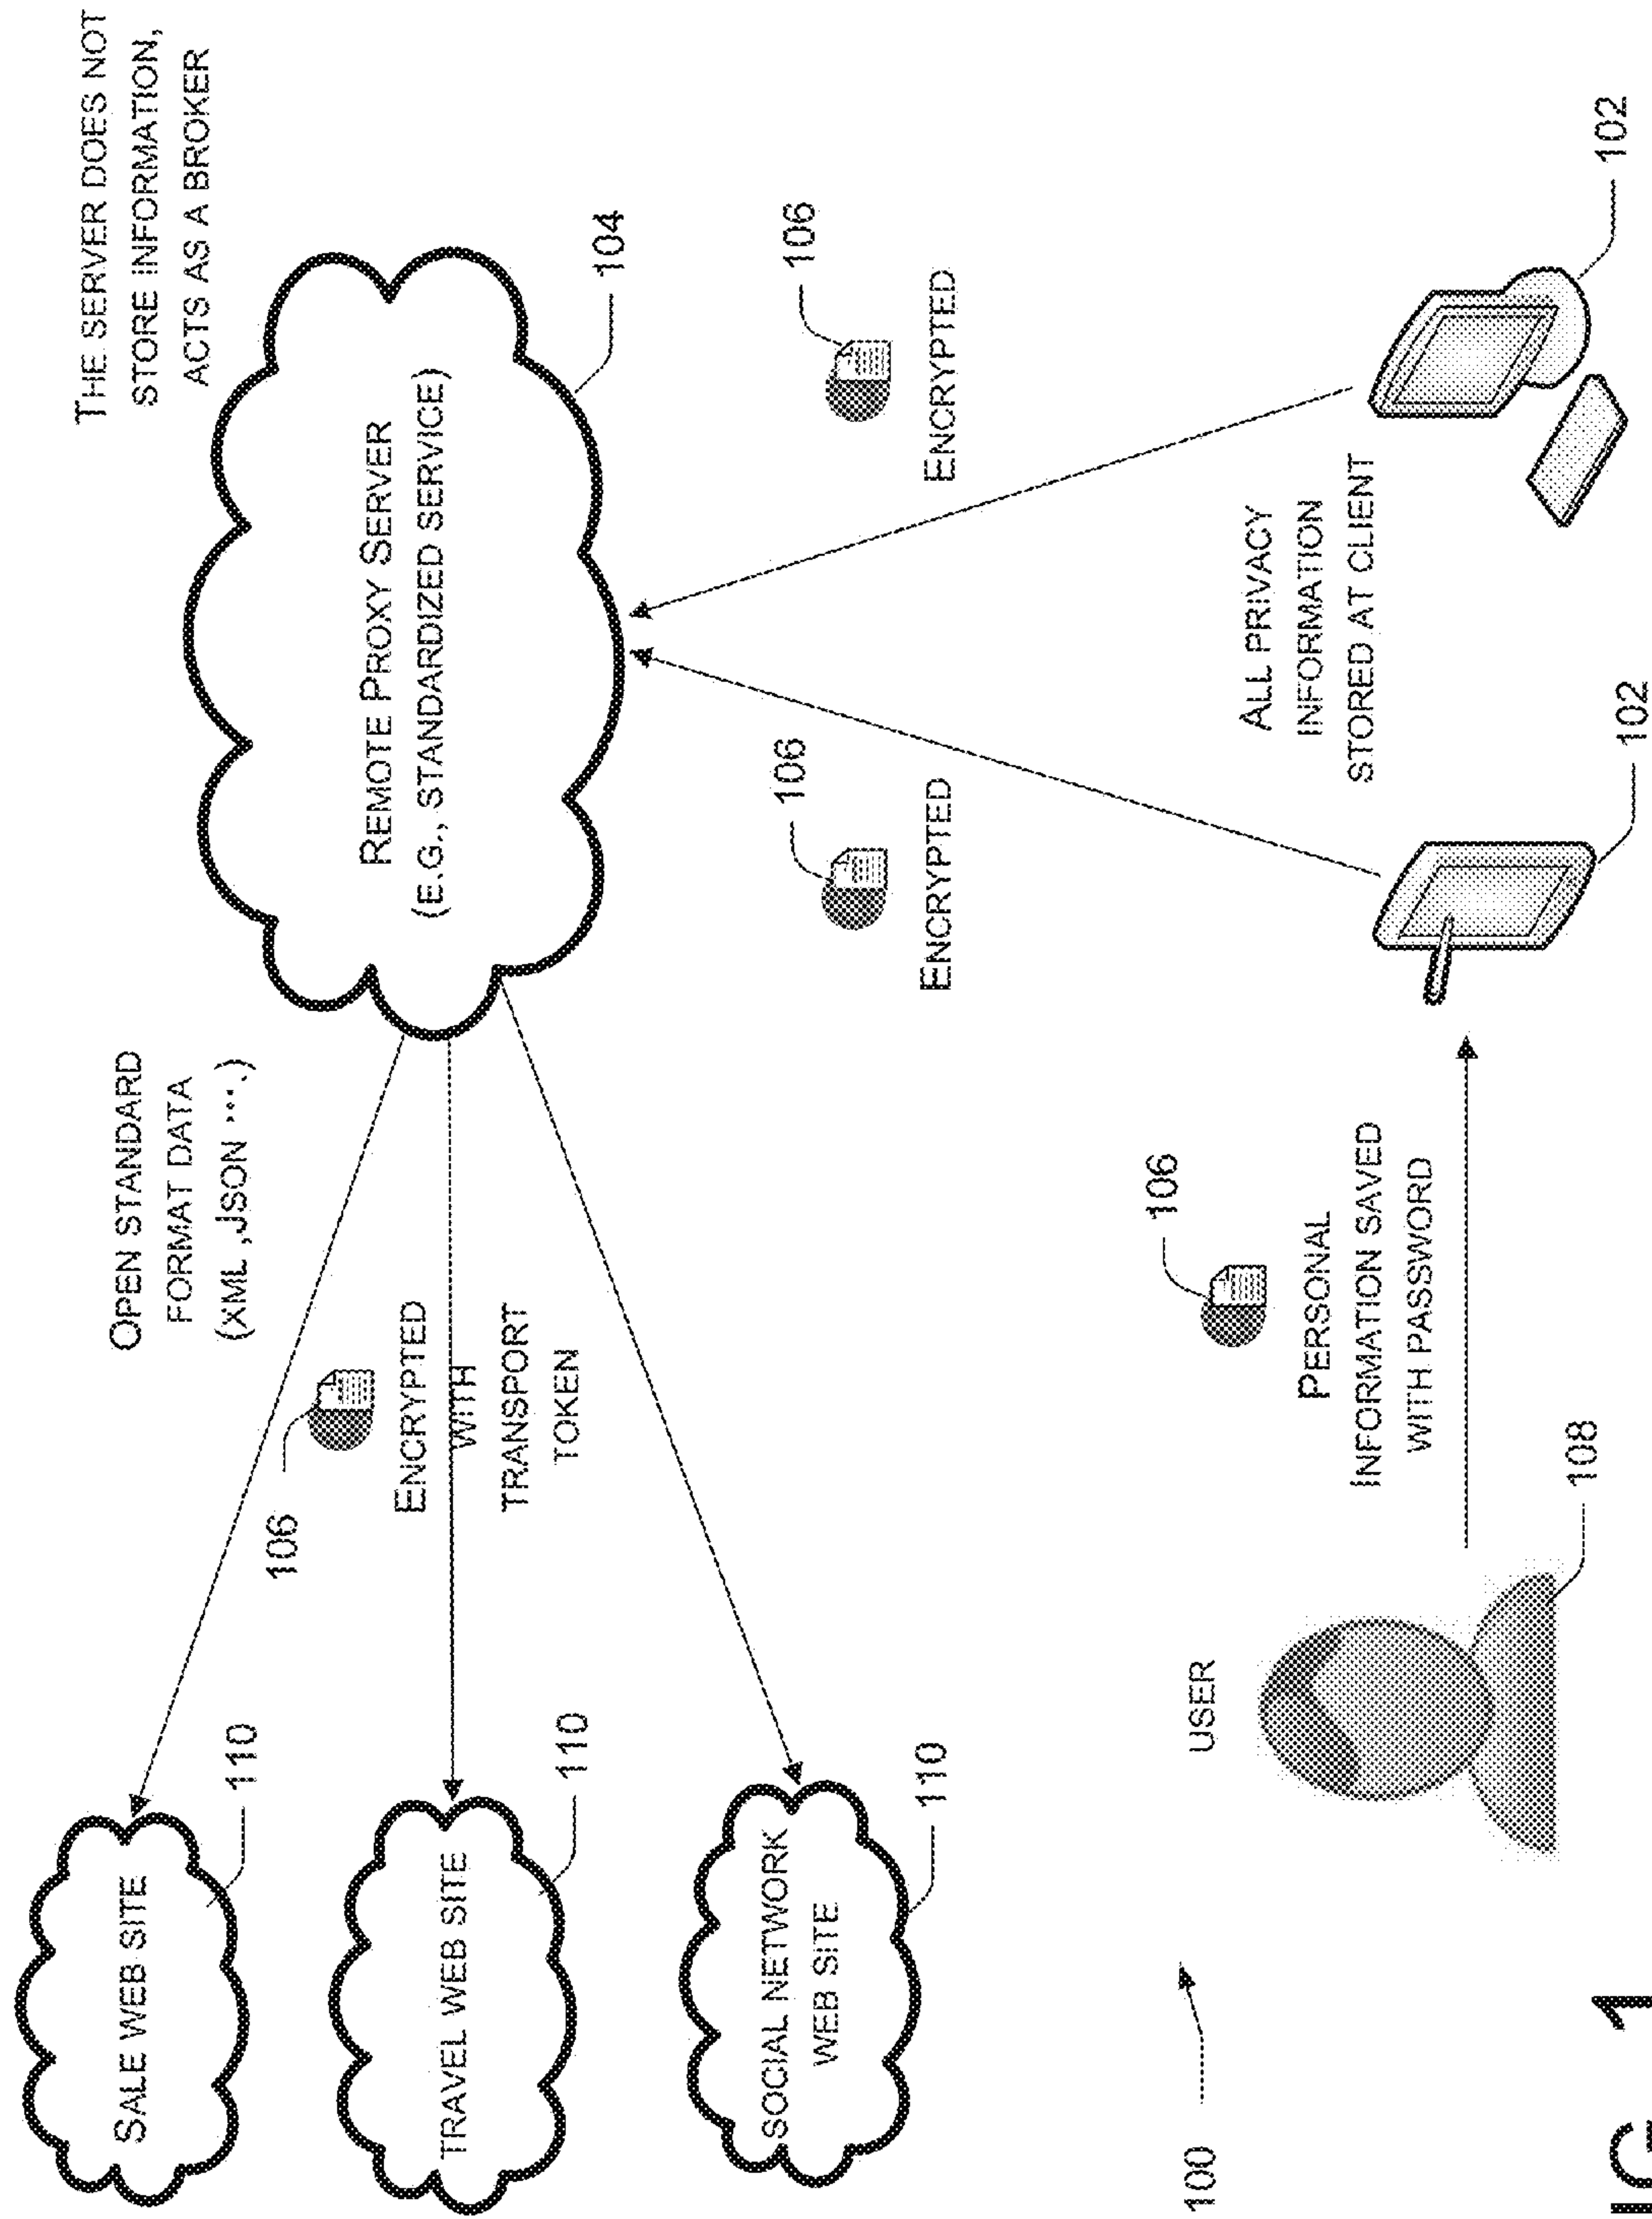 THE SERVER DOES NOT
STORE INFORMATION,
ACTS AS A BROKER
OPEN STANDARD
FORMAT DATA
(XML ,JSON ….)
SALE WEB SITE
110
106
REMOTE PROXY SERVER
(E.G., STANDARDIZED SERVICE)
104
ENCRYPTED
WITH
TRANSPORT
TOKEN
TRAVEL WEB SITE
110
SOCIAL NETWORK
WEB SITE
110
106
ENCRYPTED
106
ENCRYPTED
USER
108
106
PERSONAL
INFORMATION SAVED
WITH PASSWORD
ALL PRIVACY
INFORMATION
STORED AT CLIENT
102
102
100